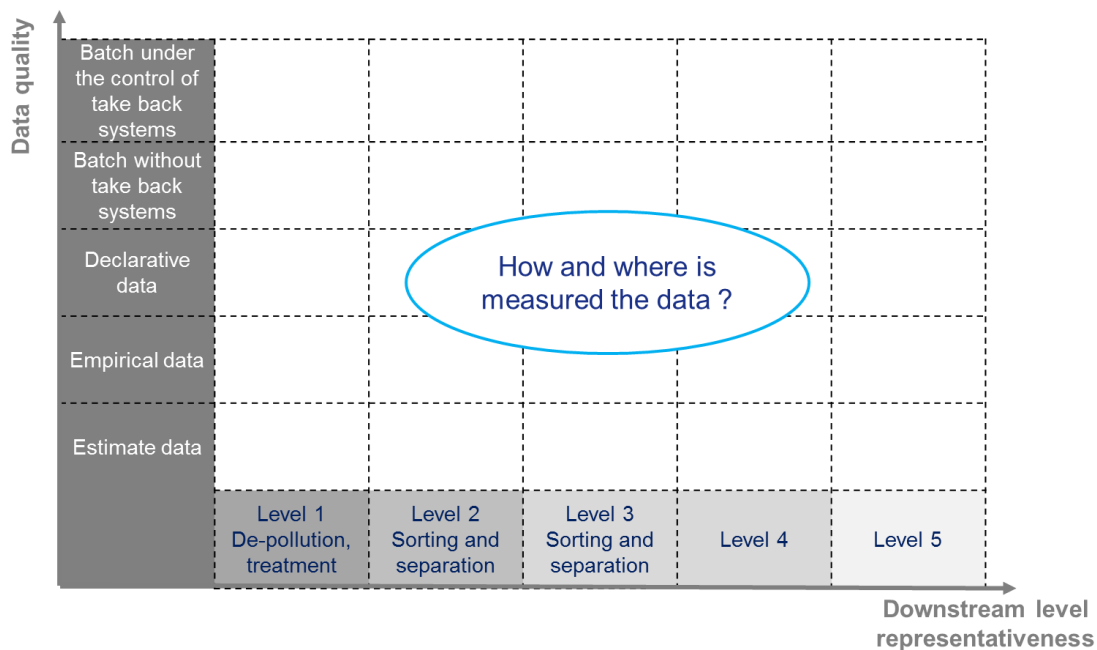 Data quality
Batch under
the control of
take back
systems
Batch without
take back
systems
Declarative
data
Empirical data
Estimate data
How and where is
measured the data ?
Level 1
De-pollution,
treatment
Level 2
Sorting and
separation
Level 3
Sorting and
separation
Level 4
Level 5
Downstream level
representativeness